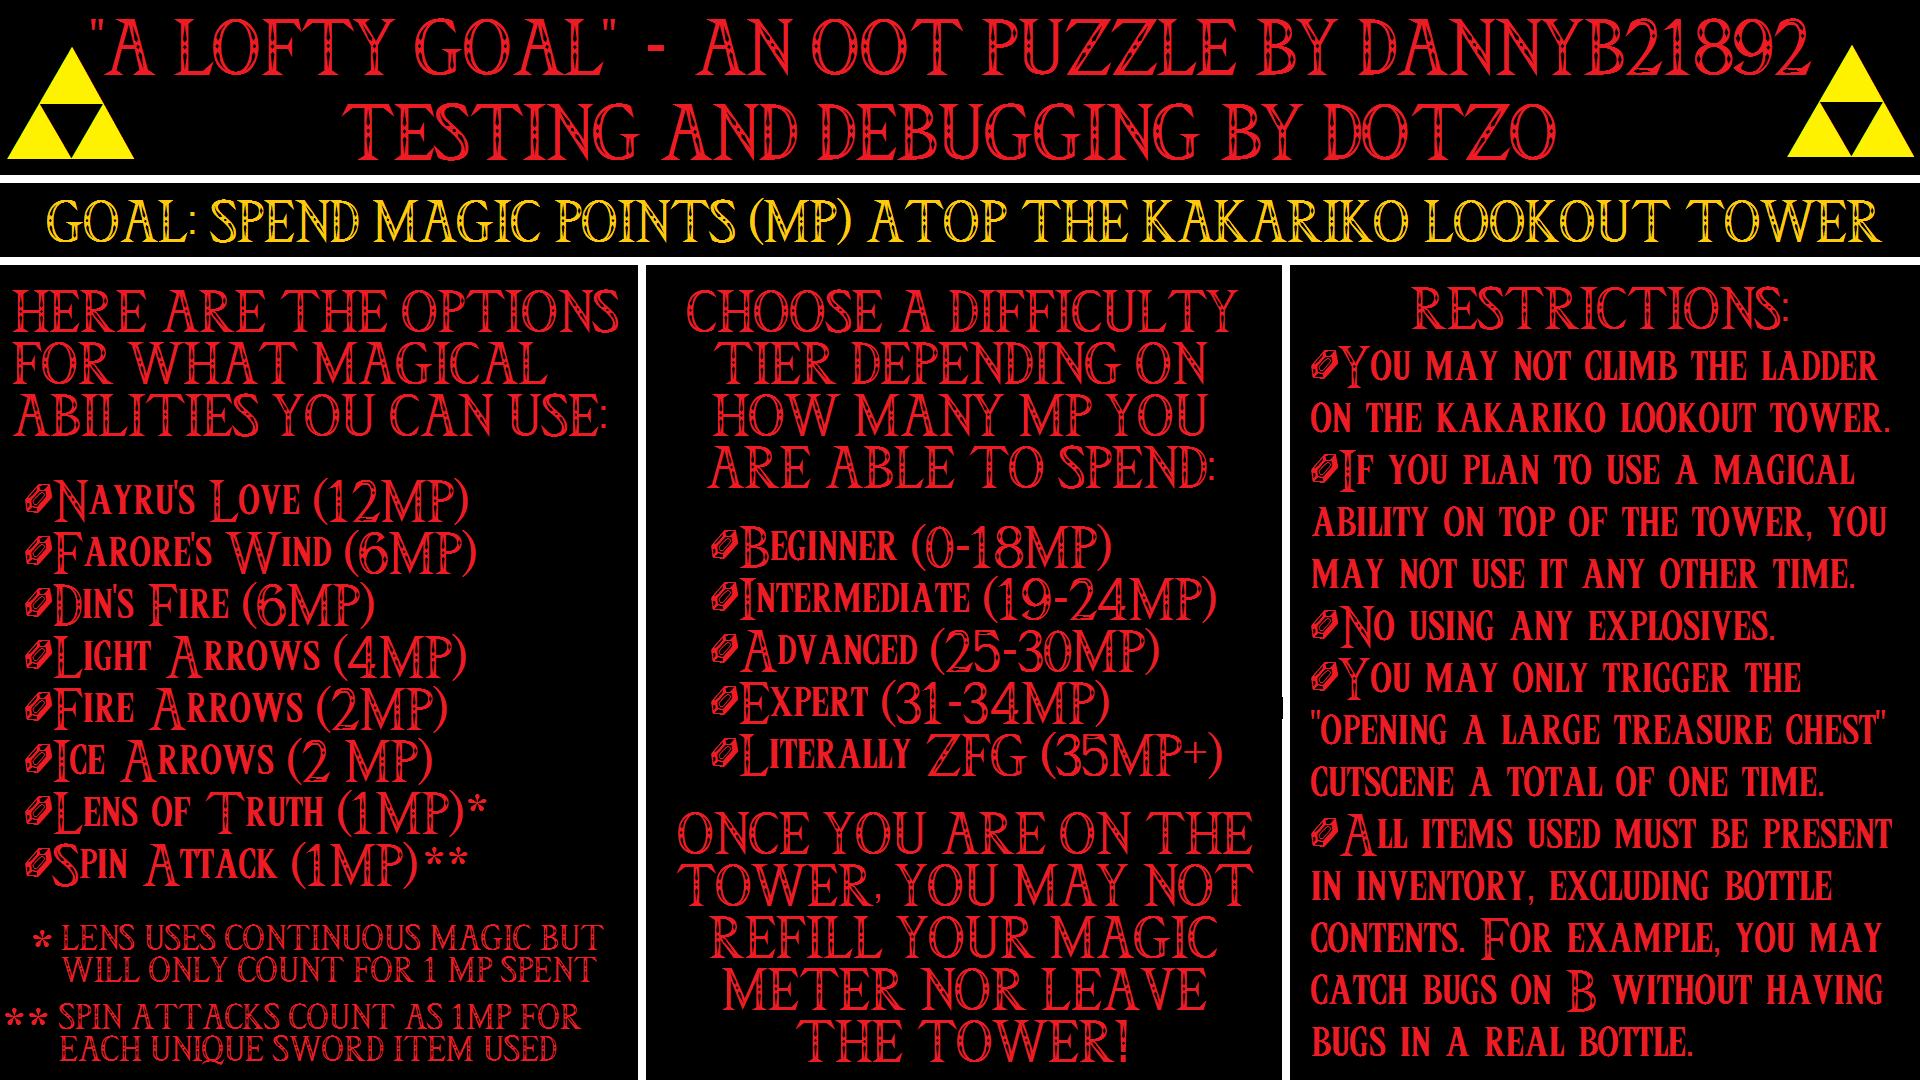 "A LOFTY GOAL" - AN OOT PUZZLE BY DANNYB21892
TESTING AND DEBUGGING BY DOTZO
GOAL: SPEND MAGIC POINTS (MP) ATOP THE KAKARIKO LOOKOUT TOWER
HERE ARE THE OPTIONS
FOR WHAT MAGICAL
ABILITIES YOU CAN USE:
NAYRU'S LOVE (12MP)
FARORE'S WIND (6MP)
DIN'S FIRE (6MP)
LIGHT ARROWS (4MP)
FIRE ARROWS (2MP)
ICE ARROWS (2 MP)
LENS OF TRUTH (1MP)*
SPIN ATTACK (1MP)**
* LENS USES CONTINUOUS MAGIC BUT
WILL ONLY COUNT FOR 1 MP SPENT
** SPIN ATTACKS COUNT AS 1MP FOR
EACH UNIQUE SWORD ITEM USED
CHOOSE A DIFFICULTY
TIER DEPENDING ON
HOW MANY MP YOU
ARE ABLE TO SPEND:
BEGINNER (0-18MP)
INTERMEDIATE (19-24MP)
ADVANCED (25-30MP)
EXPERT (31-34MP)
LITERALLY ZFG (35MP+)
ONCE YOU ARE ON THE
TOWER, YOU MAY NOT
REFILL YOUR MAGIC
METER NOR LEAVE
THE TOWER!
RESTRICTIONS:
YOU MAY NOT CLIMB THE LADDER
ON THE KAKARIKO LOOKOUT TOWER.
IF YOU PLAN TO USE A MAGICAL
ABILITY ON TOP OF THE TOWER, YOU
MAY NOT USE IT ANY OTHER TIME.
NO USING ANY EXPLOSIVES.
YOU MAY ONLY TRIGGER THE
"OPENING A LARGE TREASURE CHEST"
CUTSCENE A TOTAL OF ONE TIME.
ALL ITEMS USED MUST BE PRESENT
IN INVENTORY, EXCLUDING BOTTLE
CONTENTS. FOR EXAMPLE, YOU MAY
CATCH BUGS ON B WITHOUT HAVING
BUGS IN A REAL BOTTLE.